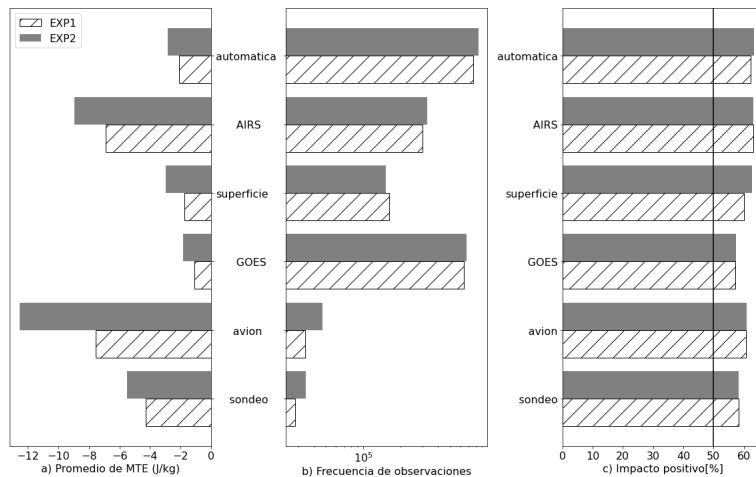 EXP1
EXP2
automatica
AIRS
superficie
GOES
avion
sondeo
automatica
AIRS
superficie
GOES
avion
sondeo
−12 −10 −8 −6 −4 −2 0
10⁵
0 10 20 30 40 50 60
a) Promedio de MTE (J/kg)
b) Frecuencia de observaciones
c) Impacto positivo[%]